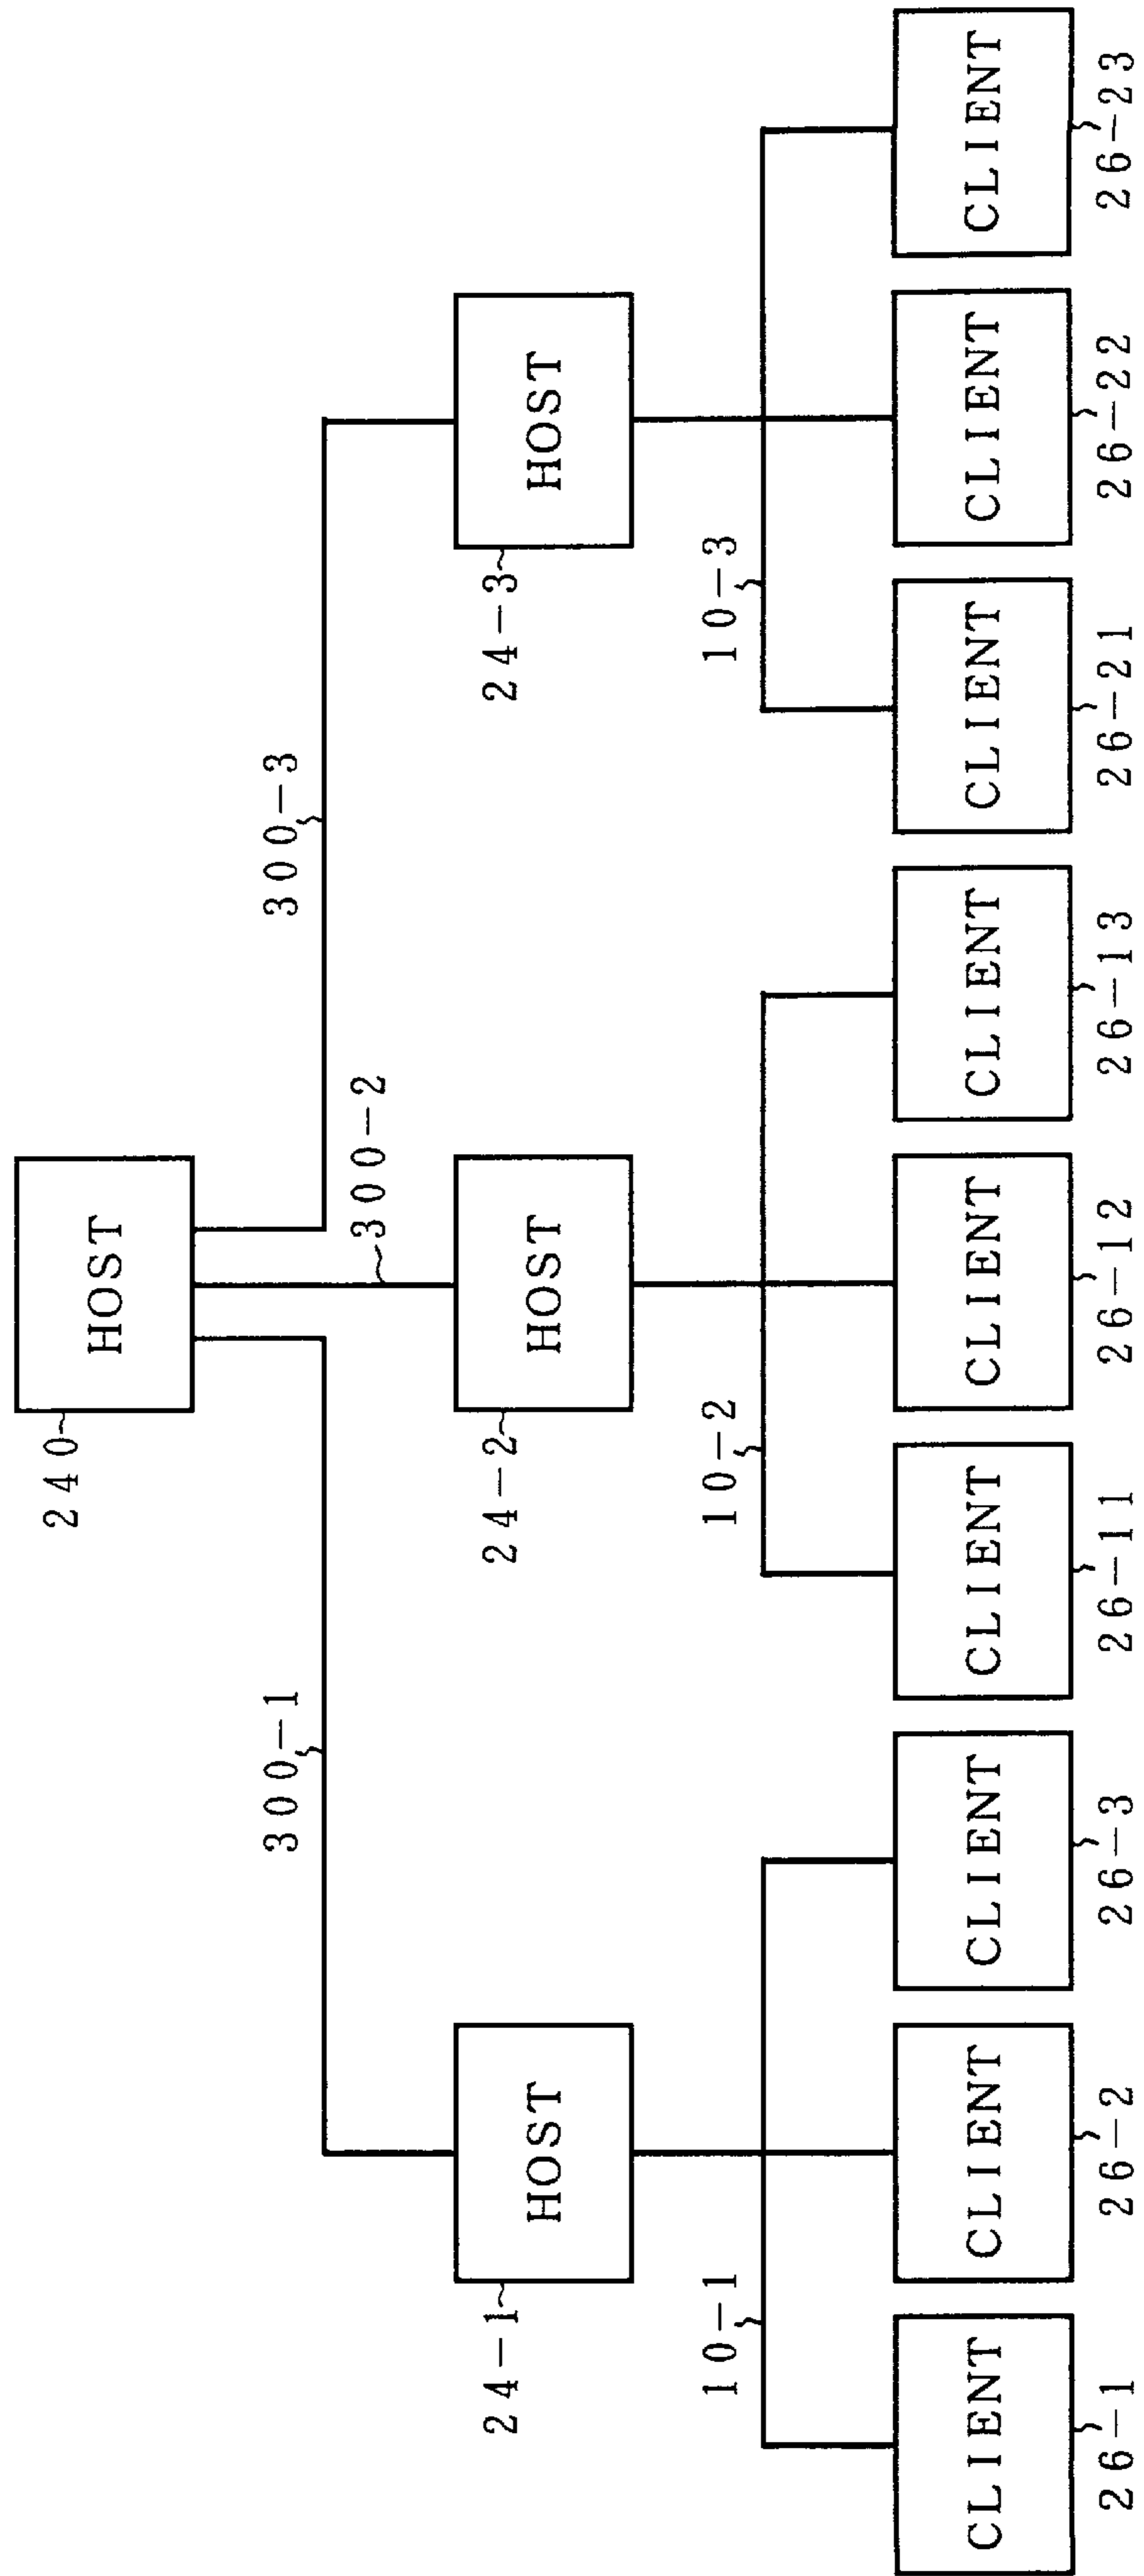 HOST
240
300-1
300-2
300-3
HOST
24-1
HOST
24-2
HOST
24-3
10-1
10-2
10-3
CLIENT
CLIENT
CLIENT
CLIENT
CLIENT
CLIENT
CLIENT
CLIENT
CLIENT
26-1
26-2
26-3
26-11
26-12
26-13
26-21
26-22
26-23